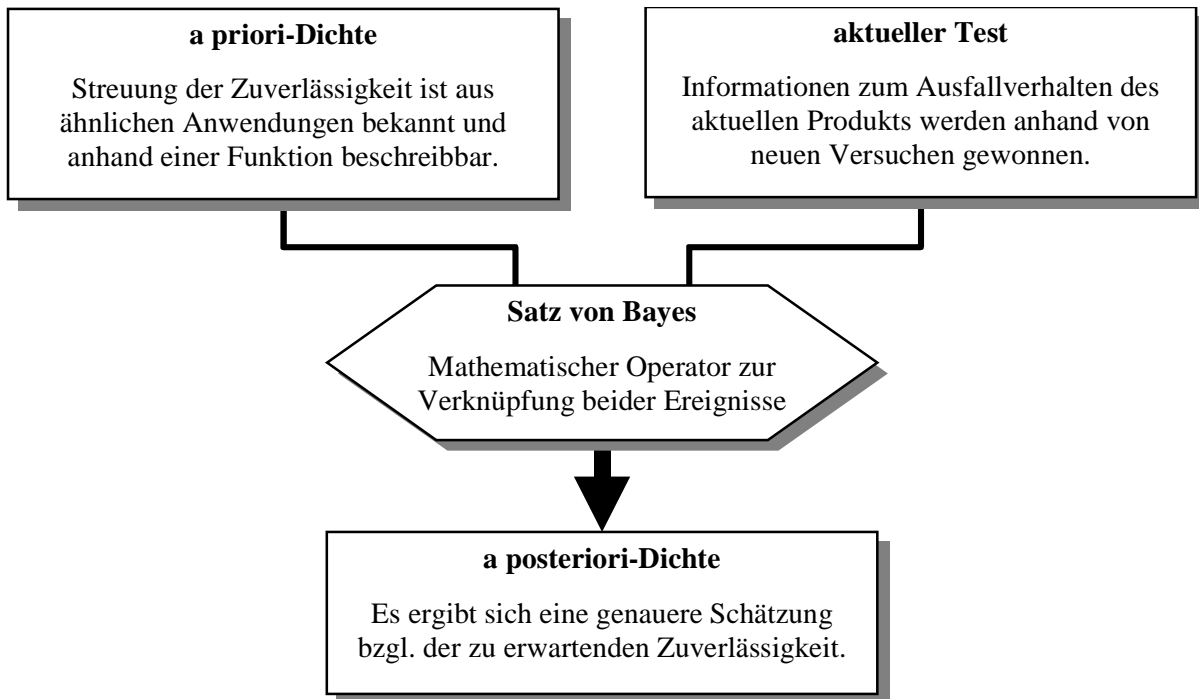 a priori-Dichte
Streuung der Zuverlässigkeit ist aus
ähnlichen Anwendungen bekannt und
anhand einer Funktion beschreibbar.
aktueller Test
Informationen zum Ausfallverhalten des
aktuellen Produkts werden anhand von
neuen Versuchen gewonnen.
Satz von Bayes
Mathematischer Operator zur
Verknüpfung beider Ereignisse
a posteriori-Dichte
Es ergibt sich eine genauere Schätzung
bzgl. der zu erwartenden Zuverlässigkeit.